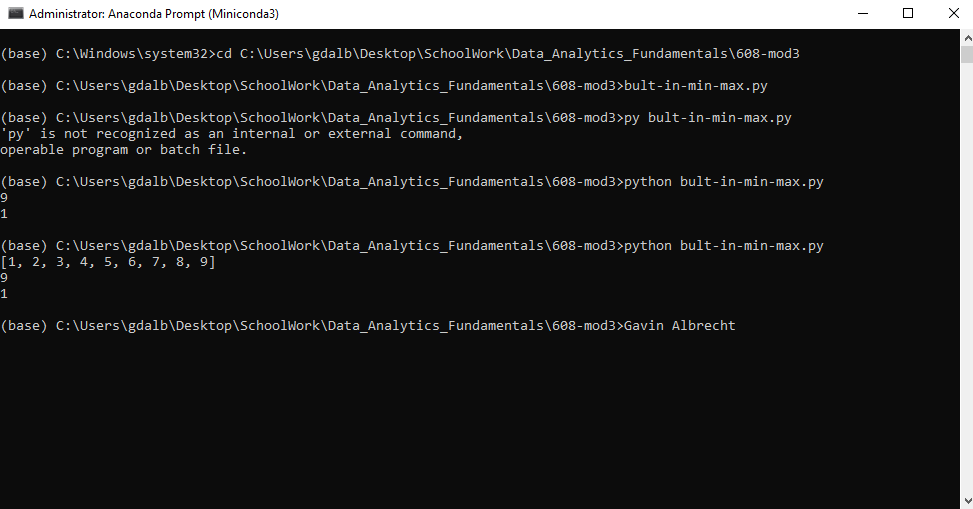 Administrator: Anaconda Prompt (Miniconda3)
(base) C:\Windows\system32>cd C:\Users\gdalb\Desktop\SchoolWork\Data_Analytics_Fundamentals\608-mod3
(base) C:\Users\gdalb\Desktop\SchoolWork\Data_Analytics_Fundamentals\608-mod3>bult-in-min-max.py
(base) C:\Users\gdalb\Desktop\SchoolWork\Data_Analytics_Fundamentals\608-mod3>py bult-in-min-max.py
'py' is not recognized as an internal or external command,
operable program or batch file.
(base) C:\Users\gdalb\Desktop\SchoolWork\Data_Analytics_Fundamentals\608-mod3>python bult-in-min-max.py
9
1
(base) C:\Users\gdalb\Desktop\SchoolWork\Data_Analytics_Fundamentals\608-mod3>python bult-in-min-max.py
[1, 2, 3, 4, 5, 6, 7, 8, 9]
9
1
(base) C:\Users\gdalb\Desktop\SchoolWork\Data_Analytics_Fundamentals\608-mod3>Gavin Albrecht